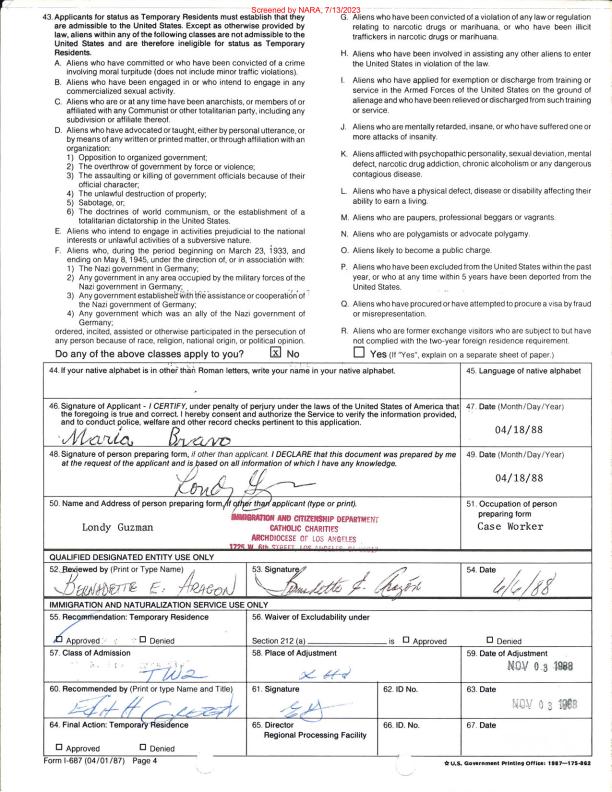 Screened by NARA, 7/13/2023
43. Applicants for status as Temporary Residents must establish that they
are admissible to the United States. Except as otherwise provided by
law, aliens within any of the following classes are not admissible to the
United States and are therefore ineligible for status as Temporary
Residents.
A. Aliens who have committed or who have been convicted of a crime
involving moral turpitude (does not include minor traffic violations).
B. Aliens who have been engaged in or who intend to engage in any
commercialized sexual activity.
C. Aliens who are or at any time have been anarchists, or members of or
affiliated with any Communist or other totalitarian party, including any
subdivision or affiliate thereof.
D. Aliens who have advocated or taught, either by personal utterance, or
by means of any written or printed matter, or through affiliation with an
organization:
1) Opposition to organized government;
2) The overthrow of government by force or violence;
3) The assaulting or killing of government officials because of their
official character;
4) The unlawful destruction of property;
5) Sabotage, or;
6) The doctrines of world communism, or the establishment of a
totalitarian dictatorship in the United States.
E. Aliens who intend to engage in activities prejudicial to the national
interests or unlawful activities of a subversive nature.
F. Aliens who, during the period beginning on March 23, 1933, and
ending on May 8, 1945, under the direction of, or in association with:
1) The Nazi government in Germany;
2) Any government in any area occupied by the military forces of the
Nazi government in Germany;
3) Any government established with the assistance or cooperation of
the Nazi government of Germany;
4) Any government which was an ally of the Nazi government of
Germany;
ordered, incited, assisted or otherwise participated in the persecution of
any person because of race, religion, national origin, or political opinion.
G. Aliens who have been convicted of a violation of any law or regulation
relating to narcotic drugs or marihuana, or who have been illicit
traffickers in narcotic drugs or marihuana.
H. Aliens who have been involved in assisting any other aliens to enter
the United States in violation of the law.
I. Aliens who have applied for exemption or discharge from training or
service in the Armed Forces of the United States on the ground of
alienage and who have been relieved or discharged from such training
or service.
J. Aliens who are mentally retarded, insane, or who have suffered one or
more attacks of insanity.
K. Aliens afflicted with psychopathic personality, sexual deviation, mental
defect, narcotic drug addiction, chronic alcoholism or any dangerous
contagious disease.
L. Aliens who have a physical defect, disease or disability affecting their
ability to earn a living.
M. Aliens who are paupers, professional beggars or vagrants.
N. Aliens who are polygamists or advocate polygamy.
O. Aliens likely to become a public charge.
P. Aliens who have been excluded from the United States within the past
year, or who at any time within 5 years have been deported from the
United States.
Q. Aliens who have procured or have attempted to procure a visa by fraud
or misrepresentation.
R. Aliens who are former exchange visitors who are subject to but have
not complied with the two-year foreign residence requirement.
Do any of the above classes apply to you? X No Yes (If "Yes", explain on a separate sheet of paper.)
44. If your native alphabet is in other than Roman letters, write your name in your native alphabet.
45. Language of native alphabet
46. Signature of Applicant - I CERTIFY, under penalty of perjury under the laws of the United States of America that
the foregoing is true and correct. I hereby consent and authorize the Service to verify the information provided,
and to conduct police, welfare and other record checks pertinent to this application.
Maria Bravo
47. Date (Month/Day/Year)
04/18/88
48. Signature of person preparing form, if other than applicant. I DECLARE that this document was prepared by me
at the request of the applicant and is based on all information of which I have any knowledge.
49. Date (Month/Day/Year)
04/18/88
50. Name and Address of person preparing form, if other than applicant (type or print).
Londy Guzman
IMMIGRATION AND CITIZENSHIP DEPARTMENT
CATHOLIC CHARITIES
ARCHDIOCESE OF LOS ANGELES
1725 W. 6th STREET, LOS ANGELES
51. Occupation of person
preparing form
Case Worker
QUALIFIED DESIGNATED ENTITY USE ONLY
52. Reviewed by (Print or Type Name)
BERNADETTE E. ARAGON
53. Signature
Bernadette E. Aragón
54. Date
6/6/88
IMMIGRATION AND NATURALIZATION SERVICE USE ONLY
55. Recommendation: Temporary Residence
Approved Denied
56. Waiver of Excludability under
Section 212 (a) is Approved Denied
57. Class of Admission
TW2
58. Place of Adjustment
59. Date of Adjustment
NOV 03 1988
60. Recommended by (Print or type Name and Title)
61. Signature
62. ID No.
63. Date
NOV 03 1988
64. Final Action: Temporary Residence
Approved Denied
65. Director
Regional Processing Facility
66. ID. No.
67. Date
Form I-687 (04/01/87) Page 4
☆ U.S. Government Printing Office: 1987—175-862